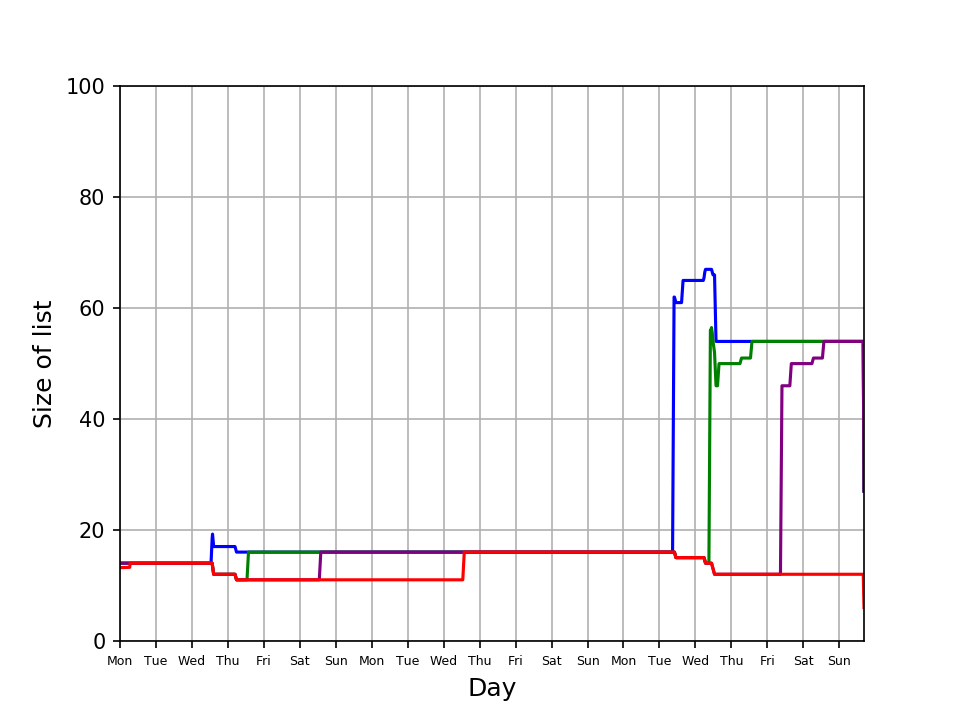 100
80
60
40
20
0
Size of list
Mon Tue Wed Thu Fri Sat Sun Mon Tue Wed Thu Fri Sat Sun Mon Tue Wed Thu Fri Sat Sun
Day